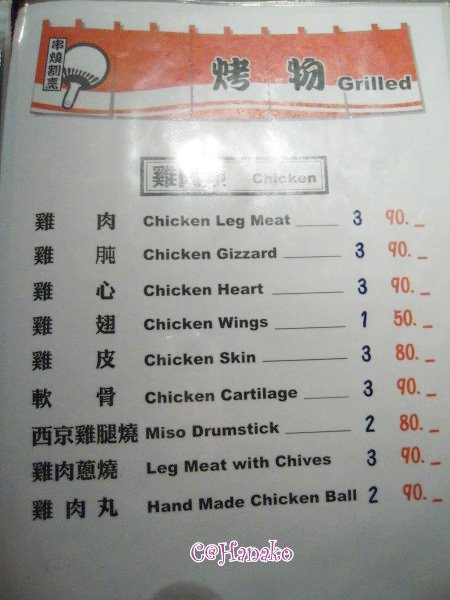 串燒割烹
烤物 Grilled
雞肉類 Chicken
雞肉 Chicken Leg Meat 3 90._
雞肫 Chicken Gizzard 3 90._
雞心 Chicken Heart 3 90._
雞翅 Chicken Wings 1 50._
雞皮 Chicken Skin 3 80._
軟骨 Chicken Cartilage 3 90._
西京雞腿燒 Miso Drumstick 2 80._
雞肉蔥燒 Leg Meat with Chives 3 90._
雞肉丸 Hand Made Chicken Ball 2 90._
C@Hanako